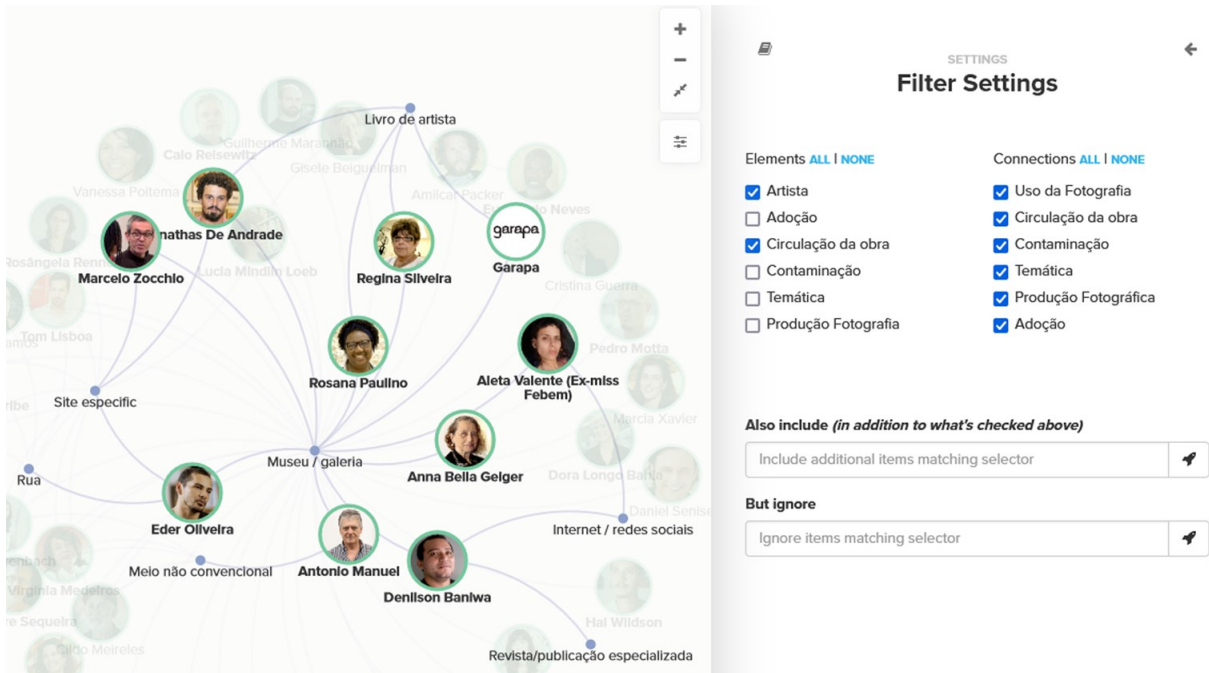 Livro de artista
Guilherme Maranhão
Caio Reisewitz
Gisele Beiguelman
Vanessa Poitema
Amilcar Packer
Neves
nathas De Andrade
Rosângela Renn
Lucia Mindlin Loeb
Marcelo Zocchio
Regina Silveira
garapa
Garapa
Cristina Guerra
Tom Lisboa
Pedro Motta
Rosana Paulino
Aleta Valente (Ex-miss
Febem)
Site especific
Marcia Xavier
Museu / galeria
Anna Bella Geiger
Dora Longo Bahia
Rua
Daniel Senise
Eder Oliveira
Internet / redes sociais
Meio não convencional
Antonio Manuel
Denilson Baniwa
Virginia Medeiros
re Sequeira
Hal Wildson
Cildo Meireles
Revista/publicação especializada
SETTINGS
Filter Settings
Elements ALL | NONE
Artista
Adoção
Circulação da obra
Contaminação
Temática
Produção Fotografia
Connections ALL | NONE
Uso da Fotografia
Circulação da obra
Contaminação
Temática
Produção Fotográfica
Adoção
Also include (in addition to what's checked above)
Include additional items matching selector
But ignore
Ignore items matching selector